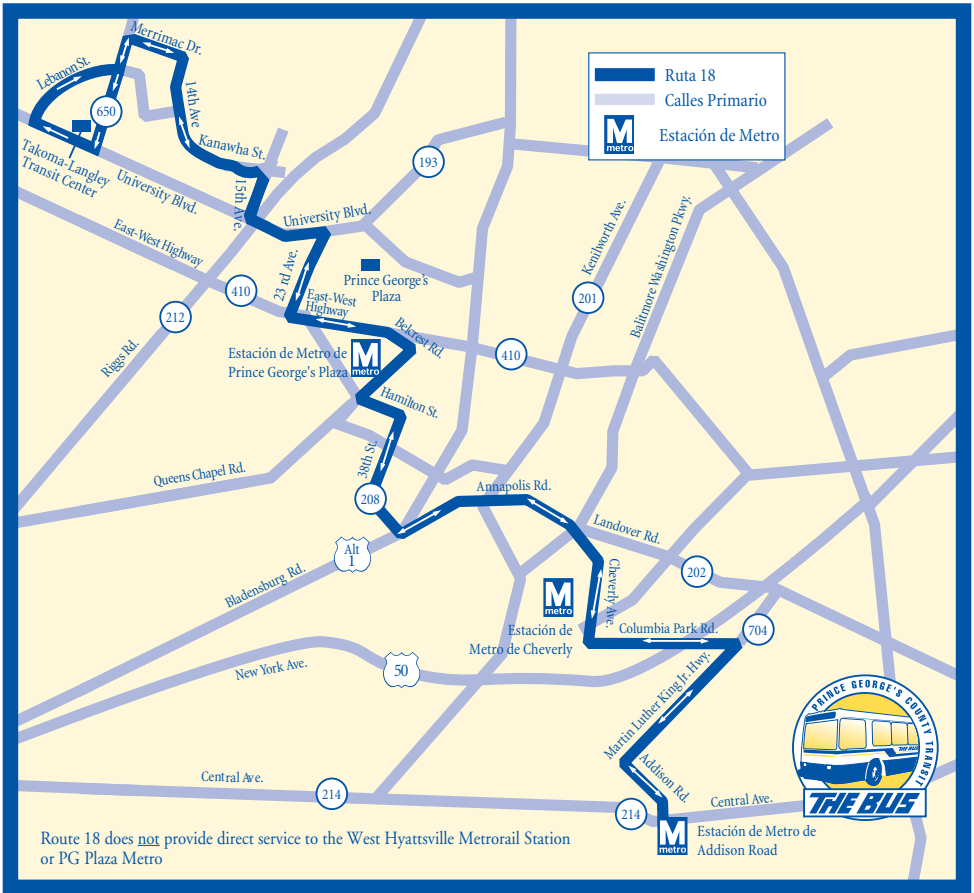 Merrimac Dr.
Lebanon St.
650
14th Ave
Kanawha St.
Takoma-Langley
Transit Center
University Blvd.
15th Ave.
University Blvd.
193
Ruta 18
Calles Primario
M
metro
Estación de Metro
East-West Highway
410
212
Riggs Rd.
23 rd Ave.
Prince George's
Plaza
East-West
Highway
Belcrest Rd.
Kenilworth Ave.
201
Balitmore Washington Pkwy.
410
Estación de Metro de
Prince George's Plaza
M
metro
Hamilton St.
38th St.
Queens Chapel Rd.
208
Annapolis Rd.
Landover Rd.
202
Alt
1
Bladensburg Rd.
Cheverly Ave.
M
metro
Estación de
Metro de Cheverly
Columbia Park Rd.
704
New York Ave.
50
Martin Luther King Jr. Hwy.
Addison Rd.
PRINCE GEORGE'S COUNTY TRANSIT
THE BUS
THE BUS
Central Ave.
214
214
Central Ave.
M
metro
Estación de Metro de
Addison Road
Route 18 does not provide direct service to the West Hyattsville Metrorail Station
or PG Plaza Metro